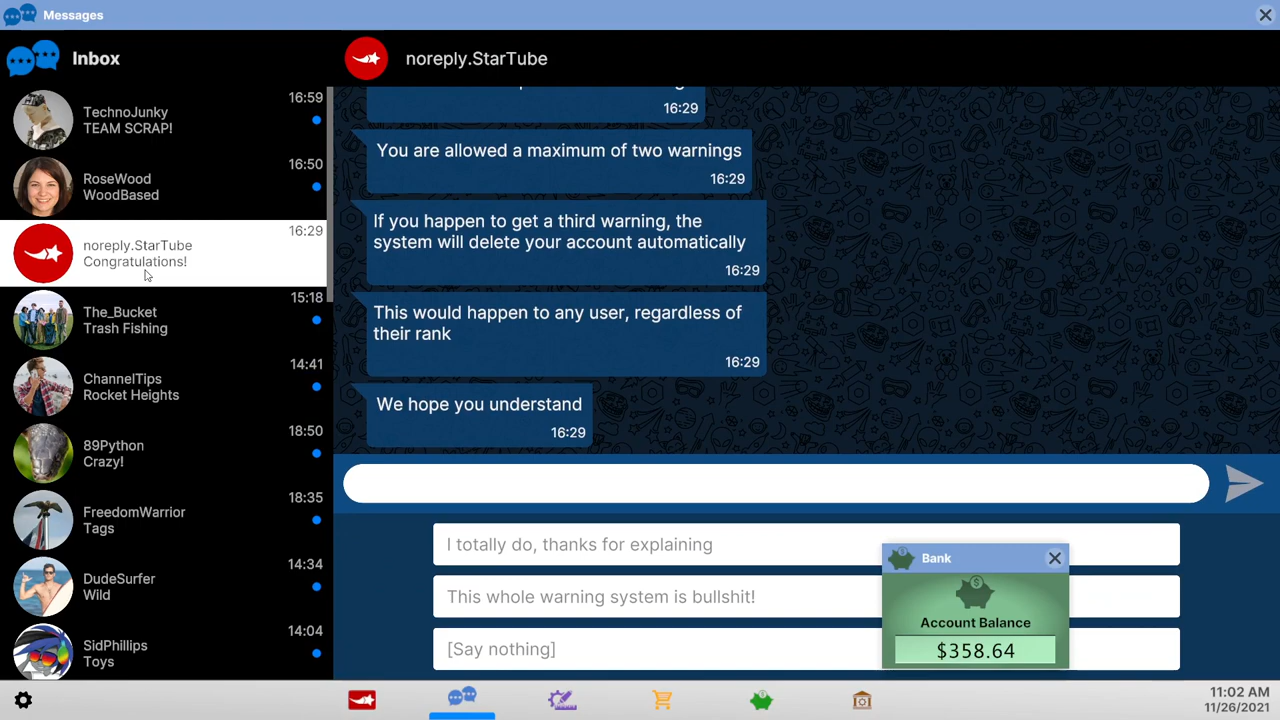 Messages
Inbox
TechnoJunky
TEAM SCRAP!
16:59
RoseWood
WoodBased
16:50
noreply.StarTube
Congratulations!
16:29
The_Bucket
Trash Fishing
15:18
ChannelTips
Rocket Heights
14:41
89Python
Crazy!
18:50
FreedomWarrior
Tags
18:35
DudeSurfer
Wild
14:34
SidPhillips
Toys
14:04
noreply.StarTube
16:29
You are allowed a maximum of two warnings
16:29
If you happen to get a third warning, the
system will delete your account automatically
16:29
This would happen to any user, regardless of
their rank
16:29
We hope you understand
16:29
I totally do, thanks for explaining
This whole warning system is bullshit!
[Say nothing]
Bank
Account Balance
$358.64
11:02 AM
11/26/2021